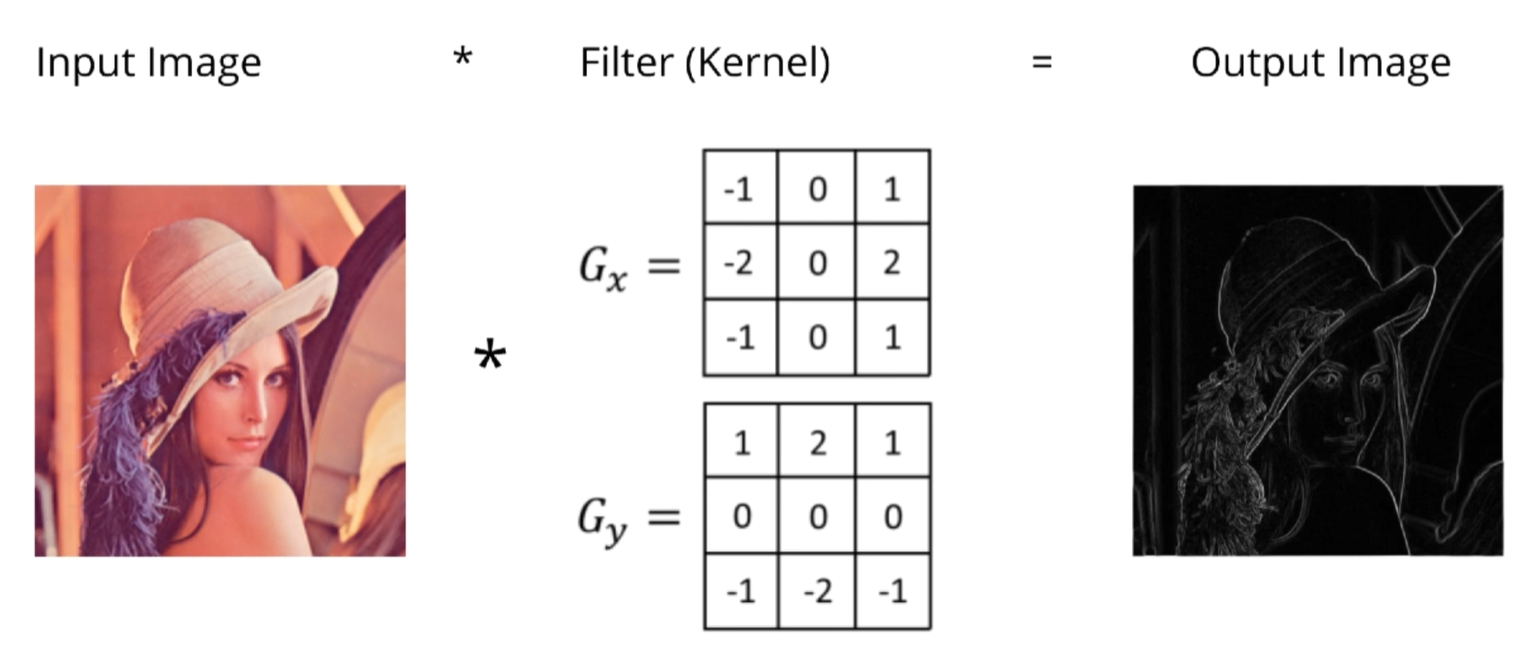 Input Image * Filter (Kernel) = Output Image
-1 0 1
Gx = -2 0 2
-1 0 1
*
1 2 1
Gy = 0 0 0
-1 -2 -1